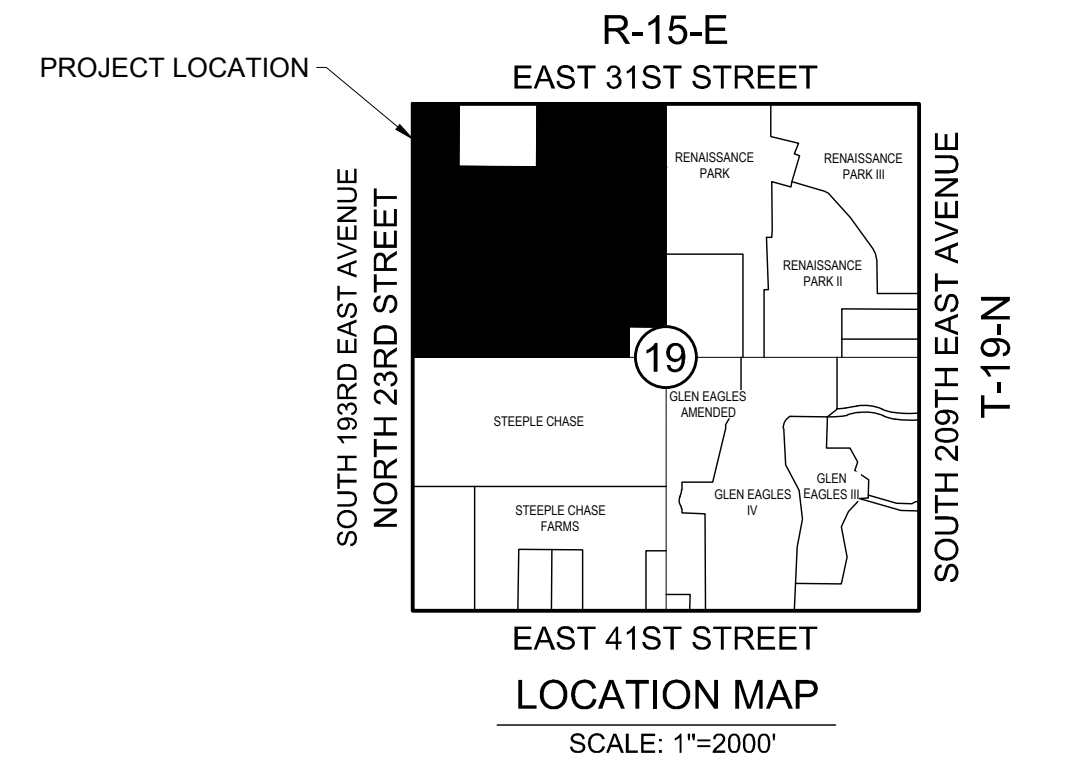 R-15-E
EAST 31ST STREET
PROJECT LOCATION
SOUTH 193RD EAST AVENUE
NORTH 23RD STREET
RENAISSANCE
PARK
RENAISSANCE
PARK III
RENAISSANCE
PARK II
SOUTH 209TH EAST AVENUE
T-19-N
19
STEEPLE CHASE
GLEN EAGLES
AMENDED
STEEPLE CHASE
FARMS
GLEN EAGLES
IV
GLEN
EAGLES III
EAST 41ST STREET
LOCATION MAP
SCALE: 1"=2000'